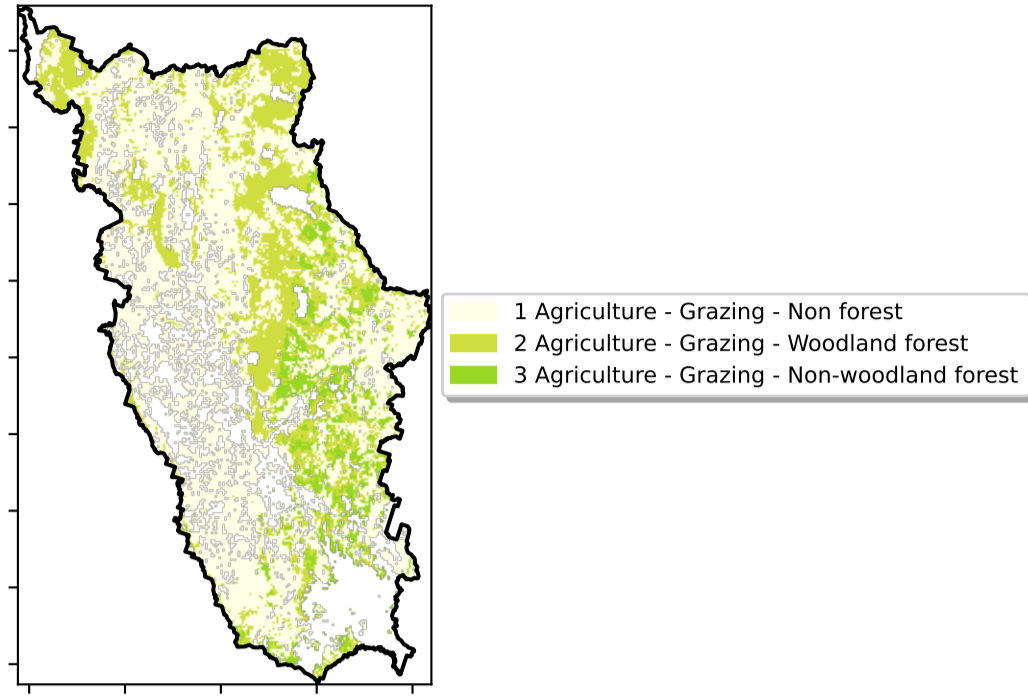 1 Agriculture - Grazing - Non forest
2 Agriculture - Grazing - Woodland forest
3 Agriculture - Grazing - Non-woodland forest